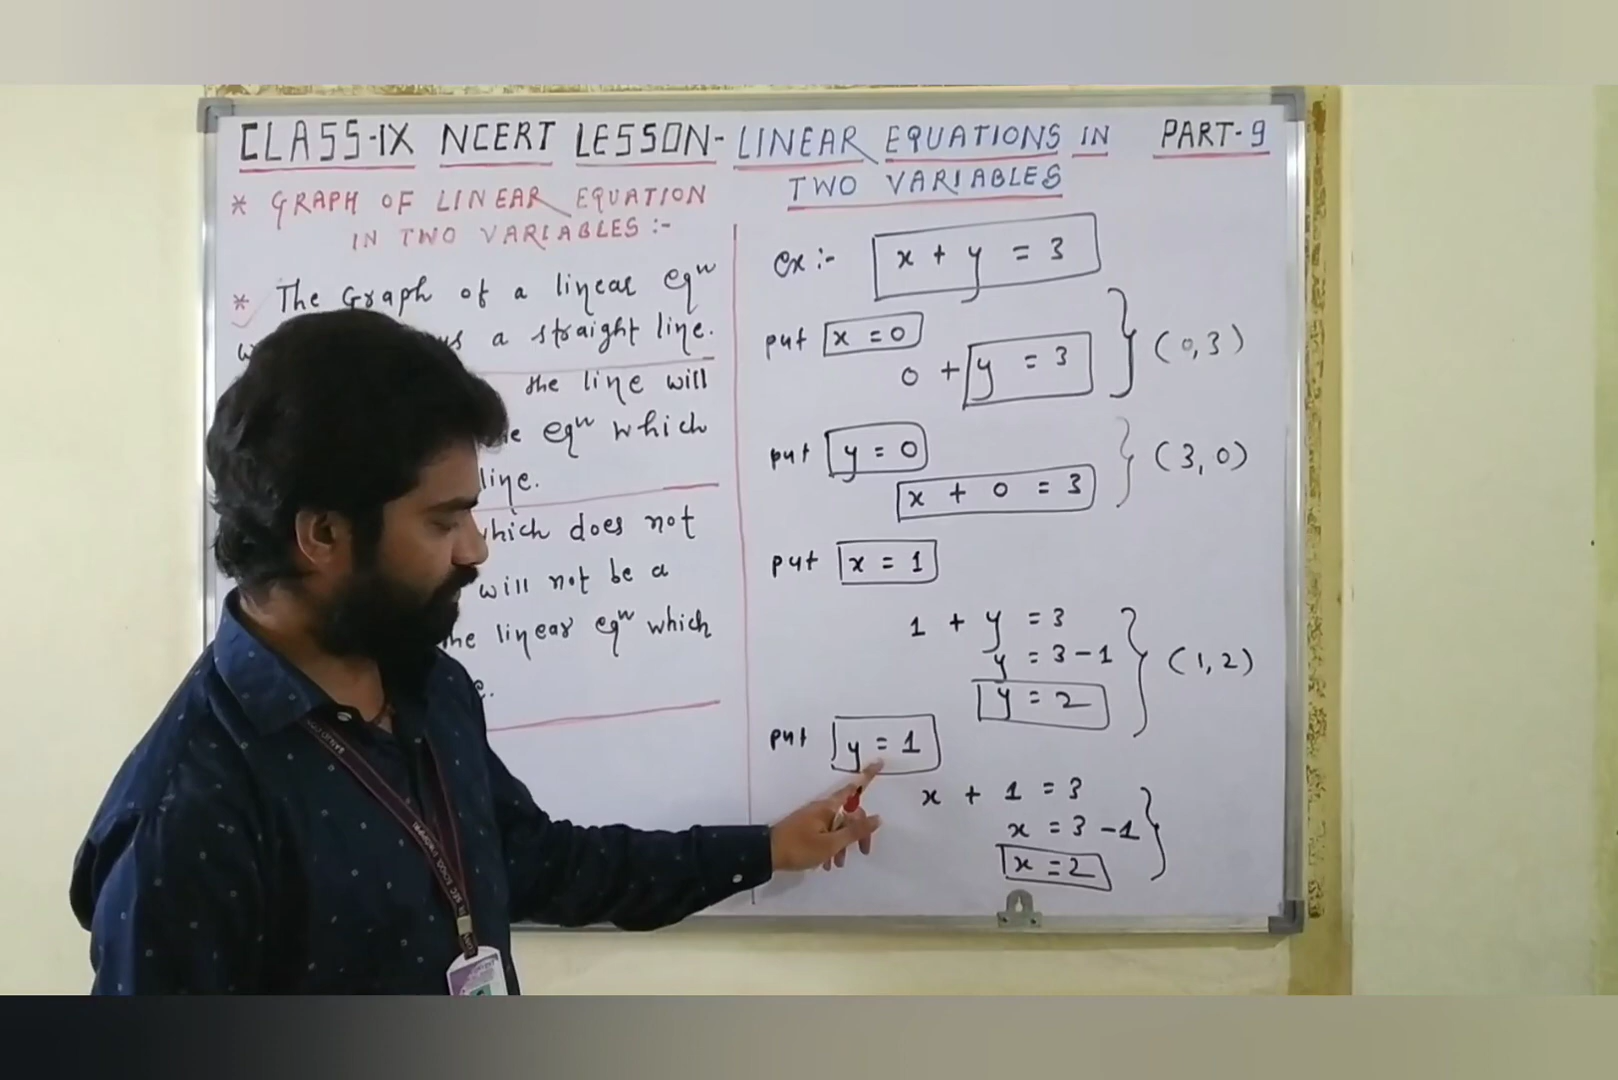 CLASS-IX NCERT LESSON- LINEAR EQUATIONS IN PART-9
TWO VARIABLES
* GRAPH OF LINEAR EQUATION
IN TWO VARIABLES :-
* The Graph of a linear eqn
a straight line.
the line will
eqn which
line.
which does not
will not be a
the linear eqn which
ex:- x + y = 3
put x = 0
0 + y = 3 (0,3)
put y = 0
x + 0 = 3 (3,0)
put x = 1
1 + y = 3
y = 3 - 1 (1,2)
y = 2
put y = 1
x + 1 = 3
x = 3 - 1
x = 2